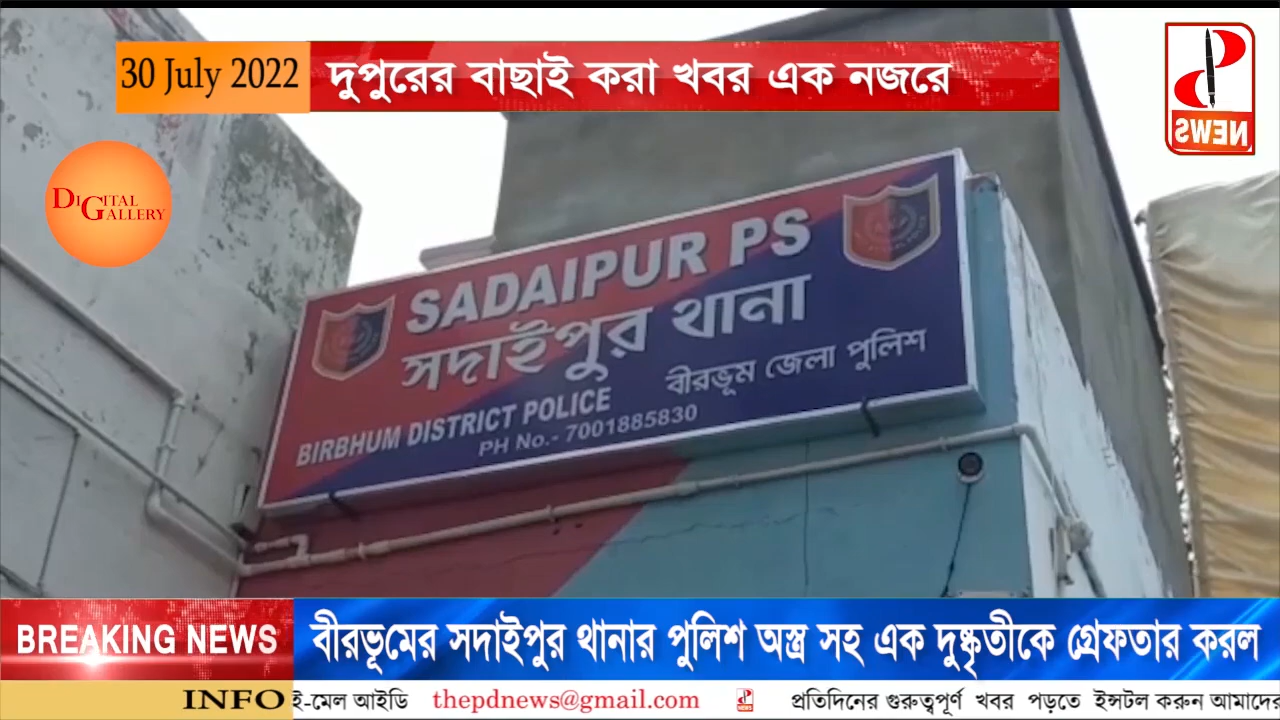 30 July 2022 দুপুরের বাছাই করা খবর এক নজরে
NEWS
DIGITAL
GALLERY
SADAIPUR PS
সদাইপুর থানা
BIRBHUM DISTRICT POLICE বীরভূম জেলা পুলিশ
PH No.- 7001885830
BREAKING NEWS বীরভূমের সদাইপুর থানার পুলিশ অস্ত্র সহ এক দুষ্কৃতীকে গ্রেফতার করল
INFO ই-মেল আইডি thepdnews@gmail.com NEWS প্রতিদিনের গুরুত্বপূর্ণ খবর পড়তে ইন্সটল করুন আমাদের